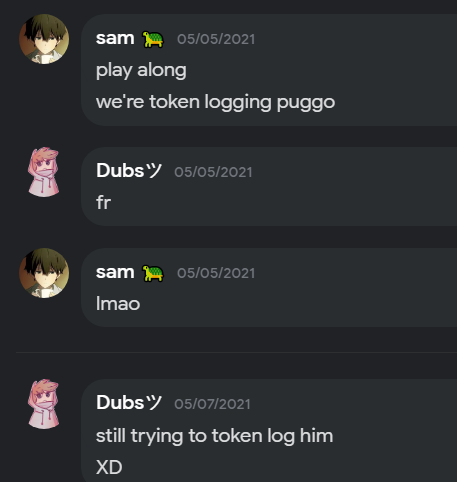 sam 🐢 05/05/2021
play along
we're token logging puggo
Dubsツ 05/05/2021
fr
sam 🐢 05/05/2021
lmao
Dubsツ 05/07/2021
still trying to token log him
XD